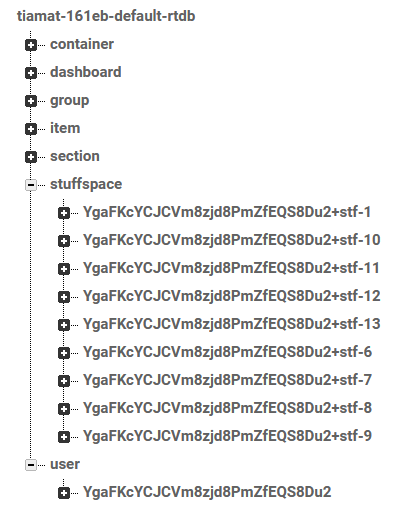 tiamat-161eb-default-rtdb
container
dashboard
group
item
section
stuffspace
YgaFKcYCJCVm8zjd8PmZfEQS8Du2+stf-1
YgaFKcYCJCVm8zjd8PmZfEQS8Du2+stf-10
YgaFKcYCJCVm8zjd8PmZfEQS8Du2+stf-11
YgaFKcYCJCVm8zjd8PmZfEQS8Du2+stf-12
YgaFKcYCJCVm8zjd8PmZfEQS8Du2+stf-13
YgaFKcYCJCVm8zjd8PmZfEQS8Du2+stf-6
YgaFKcYCJCVm8zjd8PmZfEQS8Du2+stf-7
YgaFKcYCJCVm8zjd8PmZfEQS8Du2+stf-8
YgaFKcYCJCVm8zjd8PmZfEQS8Du2+stf-9
user
YgaFKcYCJCVm8zjd8PmZfEQS8Du2